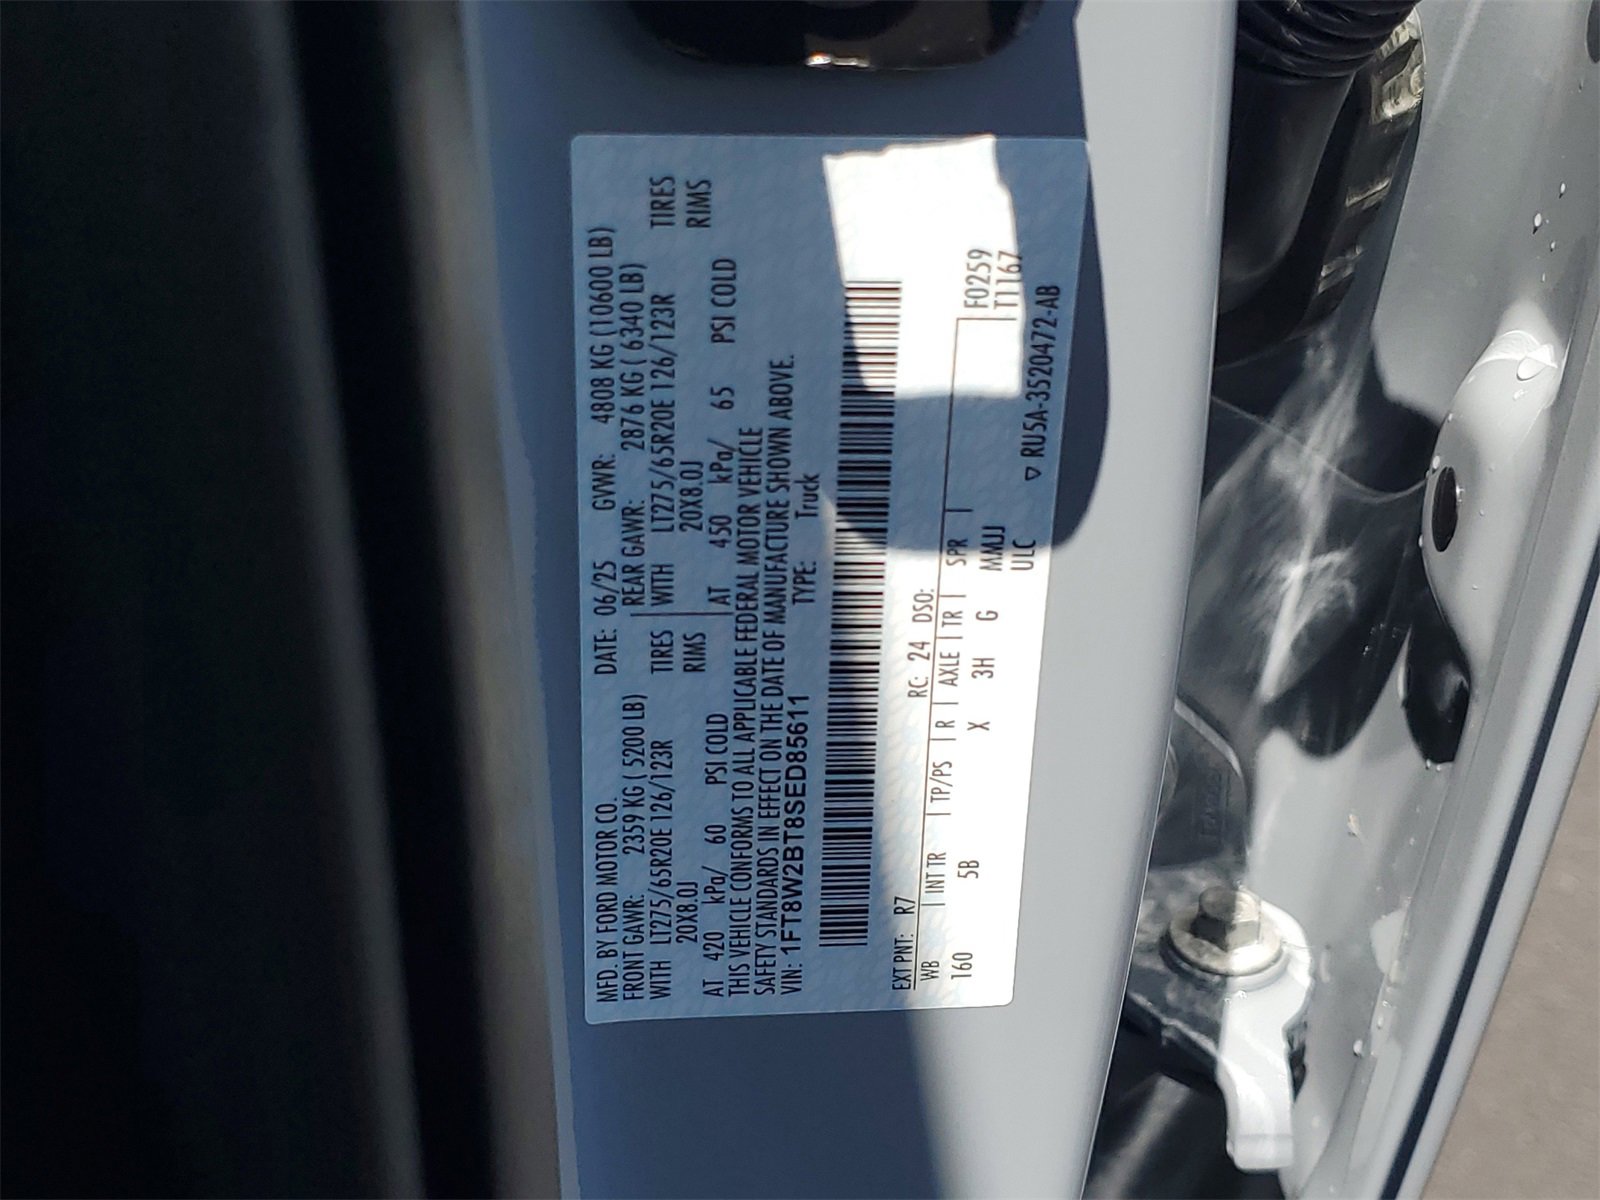 MFD. BY FORD MOTOR CO. DATE: 06/25 GVWR: 4808 KG (10600 LB)
FRONT GAWR: 2359 KG ( 5200 LB) REAR GAWR: 2876 KG ( 6340 LB)
WITH LT275/65R20E 126/123R TIRES WITH LT275/65R20E 126/123R TIRES
20X8.0J RIMS 20X8.0J RIMS
AT 420 kPa/ 60 PSI COLD AT 450 kPa/ 65 PSI COLD
THIS VEHICLE CONFORMS TO ALL APPLICABLE FEDERAL MOTOR VEHICLE
SAFETY STANDARDS IN EFFECT ON THE DATE OF MANUFACTURE SHOWN ABOVE.
VIN: 1FT8W2BT8SED85611 TYPE: Truck
EXT PNT: R7 RC: 24 DSO: F0259
WB | INT TR | TP/PS | R | AXLE | TR | SPR | T1167
160 5B X 3H G MMUJ
ULC
▽ RU5A-3520472-AB